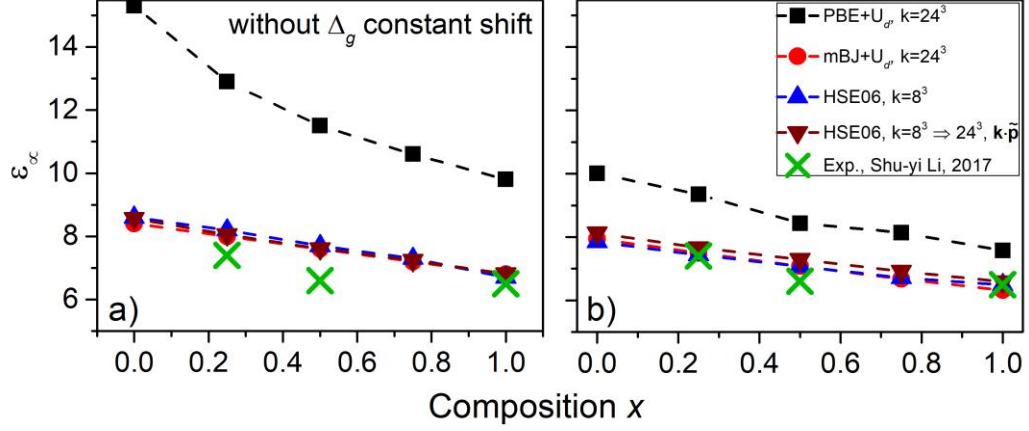 without Δg constant shift
PBE+Ud, k=24³
mBJ+Ud, k=24³
HSE06, k=8³
HSE06, k=8³ ⇒ 24³, k·p̃
Exp., Shu-yi Li, 2017
14
12
10
8
6
ε∞
a)
b)
0.0 0.2 0.4 0.6 0.8 1.0
0.0 0.2 0.4 0.6 0.8 1.0
Composition x